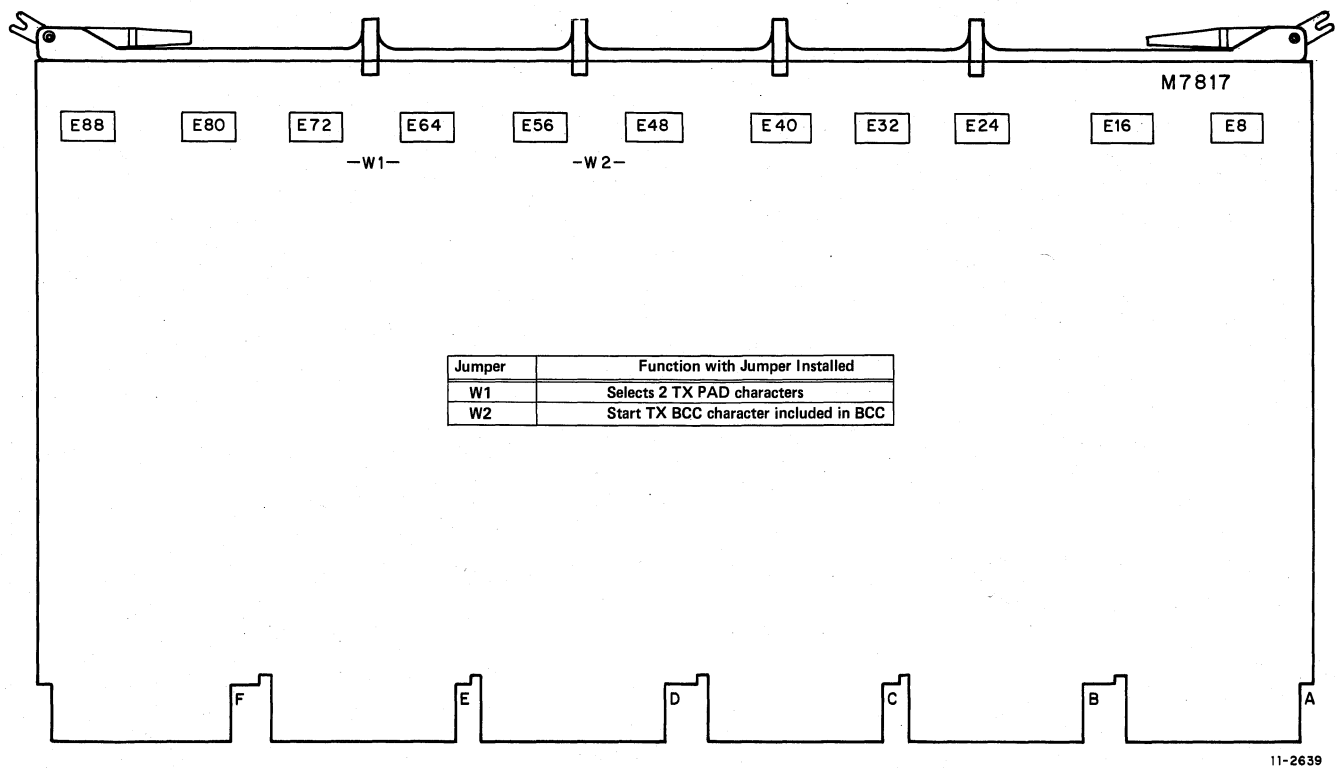 M7817
E88 E80 E72 E64 E56 E48 E40 E32 E24 E16 E8
-W1- -W2-
Jumper Function with Jumper Installed
W1 Selects 2 TX PAD characters
W2 Start TX BCC character included in BCC
F E D C B A
11-2639